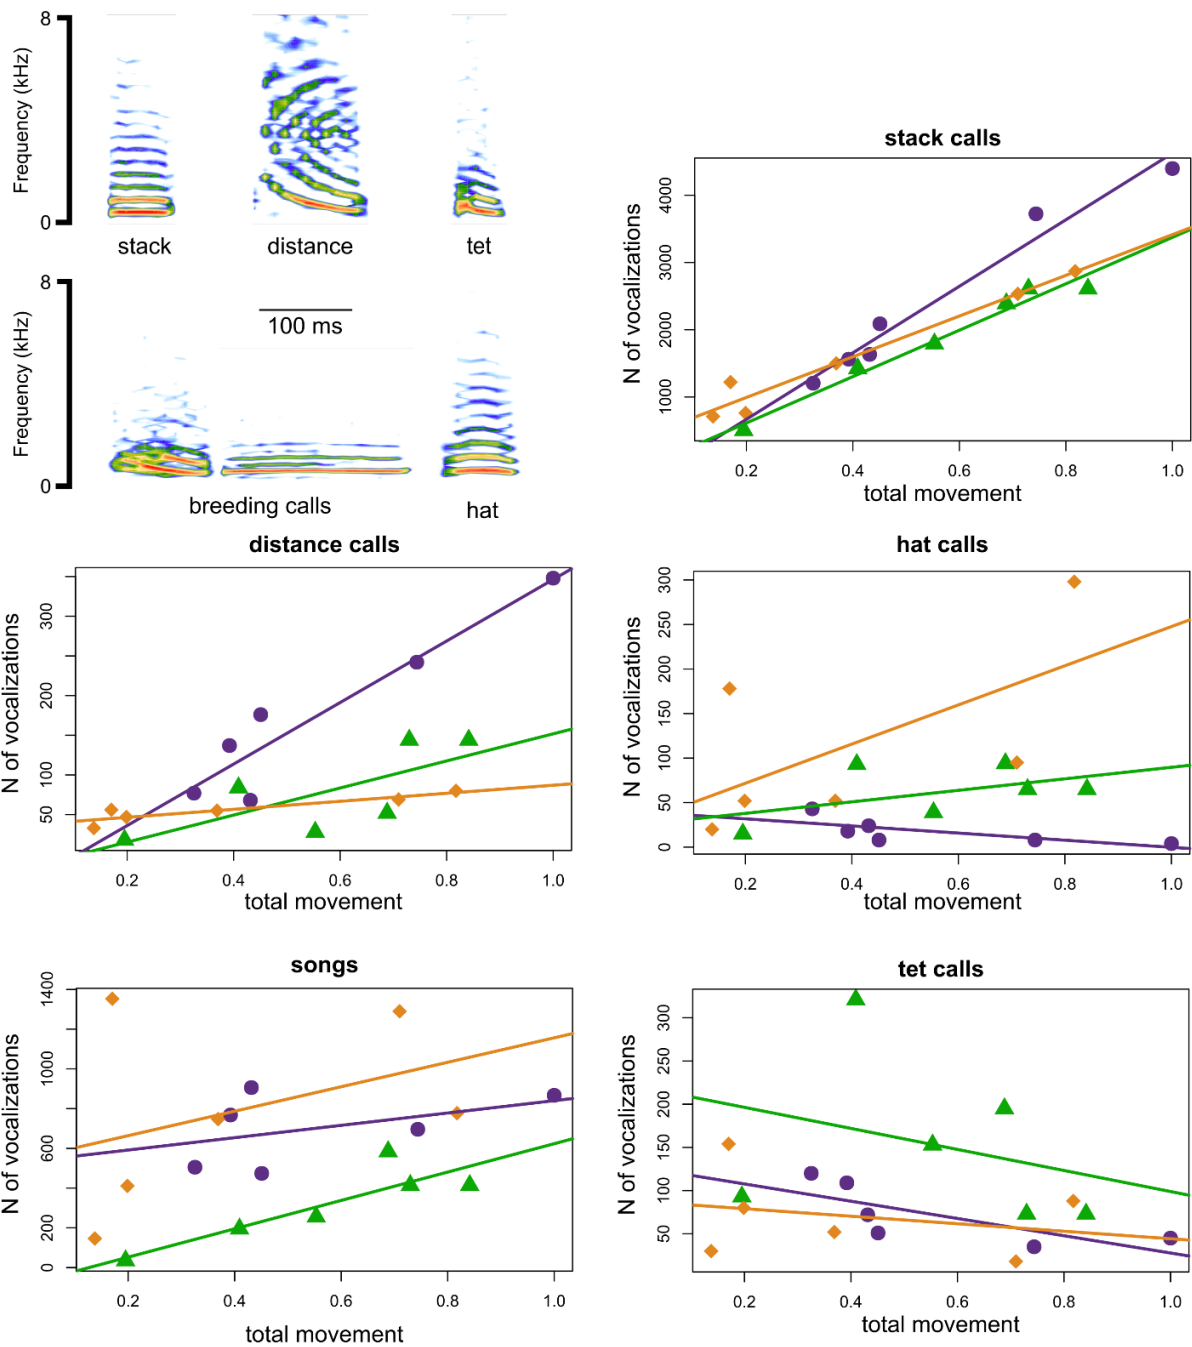 8
Frequency (kHz)
0
stack
distance
tet
8
Frequency (kHz)
0
100 ms
breeding calls
hat
stack calls
N of vocalizations
1000
2000
3000
4000
0.2
0.4
0.6
0.8
1.0
total movement
distance calls
N of vocalizations
50
100
200
300
0.2
0.4
0.6
0.8
1.0
total movement
hat calls
N of vocalizations
0
50
100
150
200
250
300
0.2
0.4
0.6
0.8
1.0
total movement
songs
N of vocalizations
0
200
600
1000
1400
0.2
0.4
0.6
0.8
1.0
total movement
tet calls
N of vocalizations
50
100
150
200
250
300
0.2
0.4
0.6
0.8
1.0
total movement